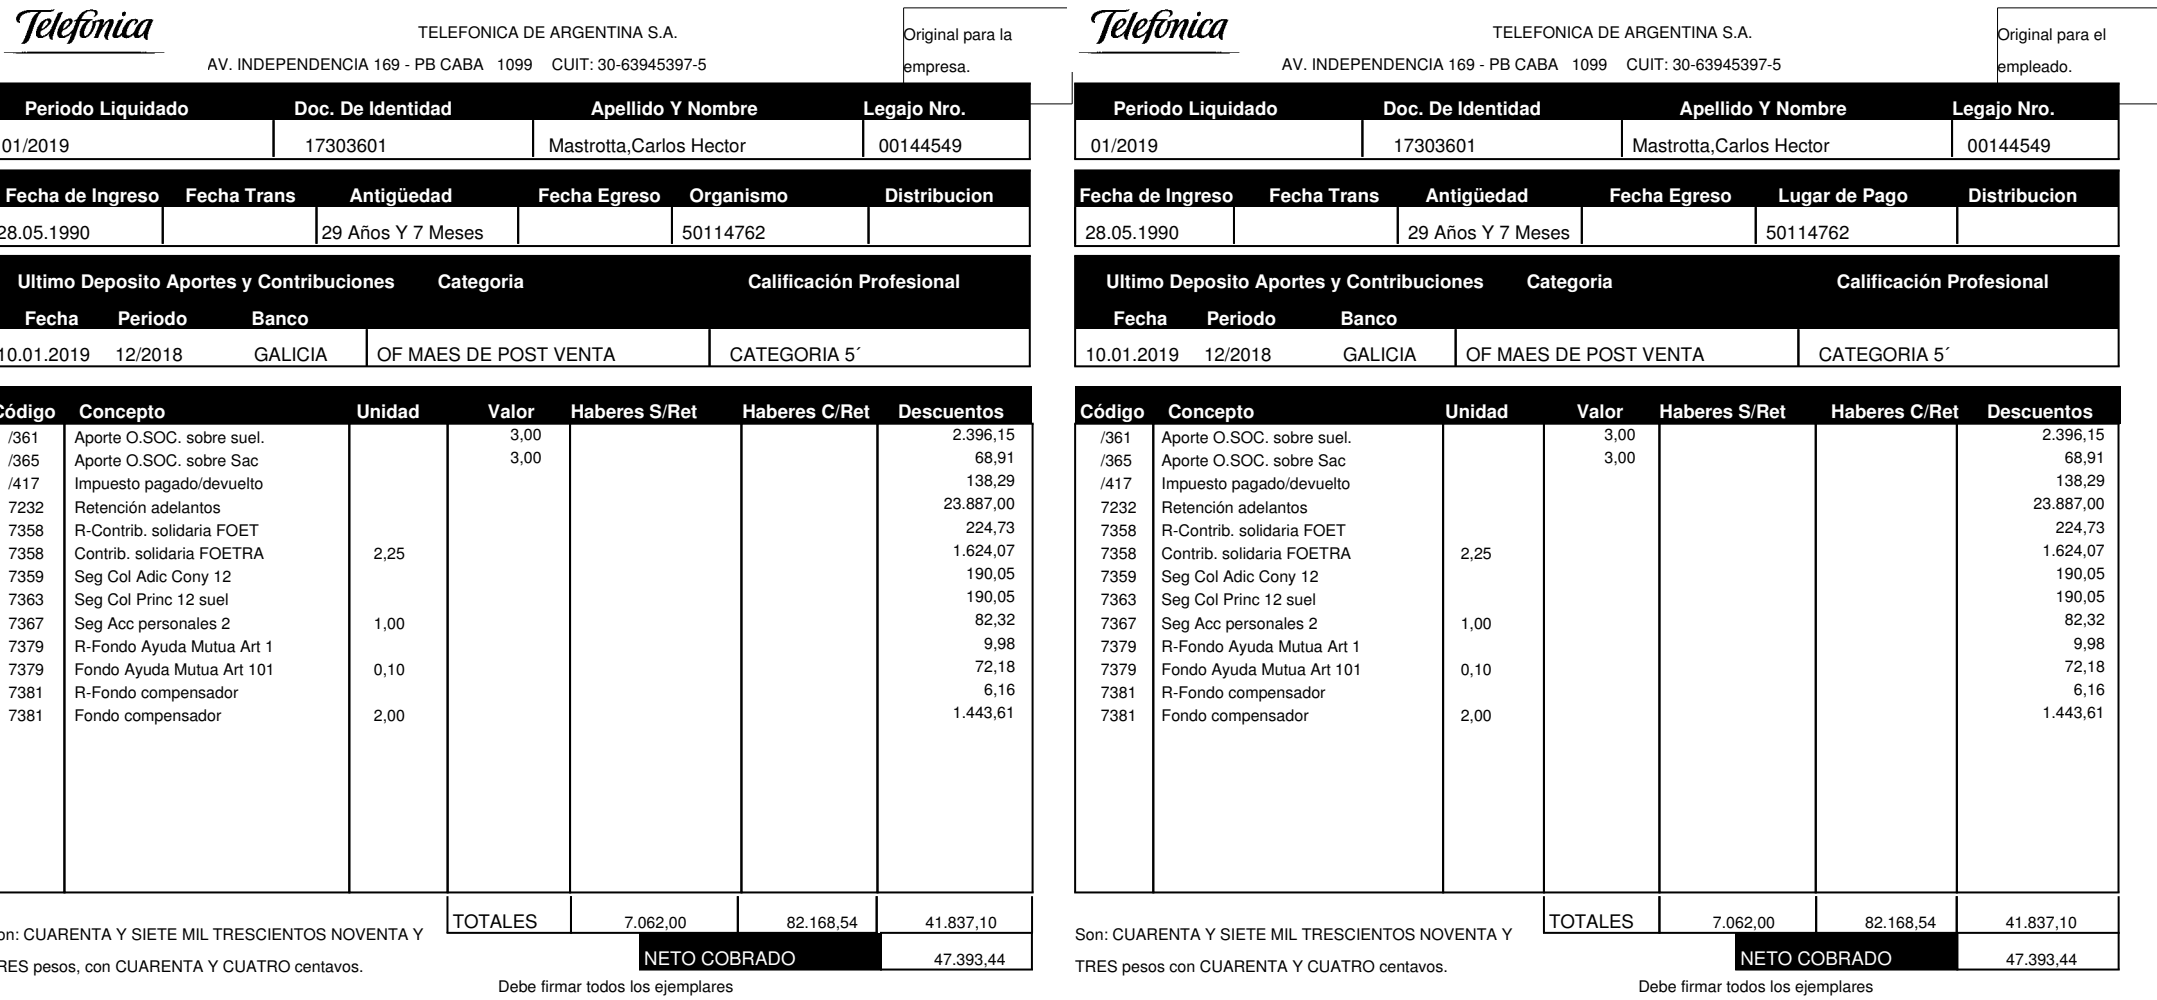 Telefónica
TELEFONICA DE ARGENTINA S.A.
AV. INDEPENDENCIA 169 - PB CABA 1099 CUIT: 30-63945397-5
Original para la
empresa.
Periodo Liquidado Doc. De Identidad Apellido Y Nombre Legajo Nro.
01/2019 17303601 Mastrotta,Carlos Hector 00144549
Fecha de Ingreso Fecha Trans Antigüedad Fecha Egreso Organismo Distribucion
28.05.1990 29 Años Y 7 Meses 50114762
Ultimo Deposito Aportes y Contribuciones Categoria Calificación Profesional
Fecha Periodo Banco
10.01.2019 12/2018 GALICIA OF MAES DE POST VENTA CATEGORIA 5´
Código Concepto Unidad Valor Haberes S/Ret Haberes C/Ret Descuentos
/361 Aporte O.SOC. sobre suel. 3,00 2.396,15
/365 Aporte O.SOC. sobre Sac 3,00 68,91
/417 Impuesto pagado/devuelto 138,29
7232 Retención adelantos 23.887,00
7358 R-Contrib. solidaria FOET 224,73
7358 Contrib. solidaria FOETRA 2,25 1.624,07
7359 Seg Col Adic Cony 12 190,05
7363 Seg Col Princ 12 suel 190,05
7367 Seg Acc personales 2 1,00 82,32
7379 R-Fondo Ayuda Mutua Art 1 9,98
7379 Fondo Ayuda Mutua Art 101 0,10 72,18
7381 R-Fondo compensador 6,16
7381 Fondo compensador 2,00 1.443,61
TOTALES 7.062,00 82.168,54 41.837,10
on: CUARENTA Y SIETE MIL TRESCIENTOS NOVENTA Y
NETO COBRADO 47.393,44
RES pesos, con CUARENTA Y CUATRO centavos.
Debe firmar todos los ejemplares
Telefónica
TELEFONICA DE ARGENTINA S.A.
AV. INDEPENDENCIA 169 - PB CABA 1099 CUIT: 30-63945397-5
Original para el
empleado.
Periodo Liquidado Doc. De Identidad Apellido Y Nombre Legajo Nro.
01/2019 17303601 Mastrotta,Carlos Hector 00144549
Fecha de Ingreso Fecha Trans Antigüedad Fecha Egreso Lugar de Pago Distribucion
28.05.1990 29 Años Y 7 Meses 50114762
Ultimo Deposito Aportes y Contribuciones Categoria Calificación Profesional
Fecha Periodo Banco
10.01.2019 12/2018 GALICIA OF MAES DE POST VENTA CATEGORIA 5´
Código Concepto Unidad Valor Haberes S/Ret Haberes C/Ret Descuentos
/361 Aporte O.SOC. sobre suel. 3,00 2.396,15
/365 Aporte O.SOC. sobre Sac 3,00 68,91
/417 Impuesto pagado/devuelto 138,29
7232 Retención adelantos 23.887,00
7358 R-Contrib. solidaria FOET 224,73
7358 Contrib. solidaria FOETRA 2,25 1.624,07
7359 Seg Col Adic Cony 12 190,05
7363 Seg Col Princ 12 suel 190,05
7367 Seg Acc personales 2 1,00 82,32
7379 R-Fondo Ayuda Mutua Art 1 9,98
7379 Fondo Ayuda Mutua Art 101 0,10 72,18
7381 R-Fondo compensador 6,16
7381 Fondo compensador 2,00 1.443,61
TOTALES 7.062,00 82.168,54 41.837,10
Son: CUARENTA Y SIETE MIL TRESCIENTOS NOVENTA Y
NETO COBRADO 47.393,44
TRES pesos con CUARENTA Y CUATRO centavos.
Debe firmar todos los ejemplares